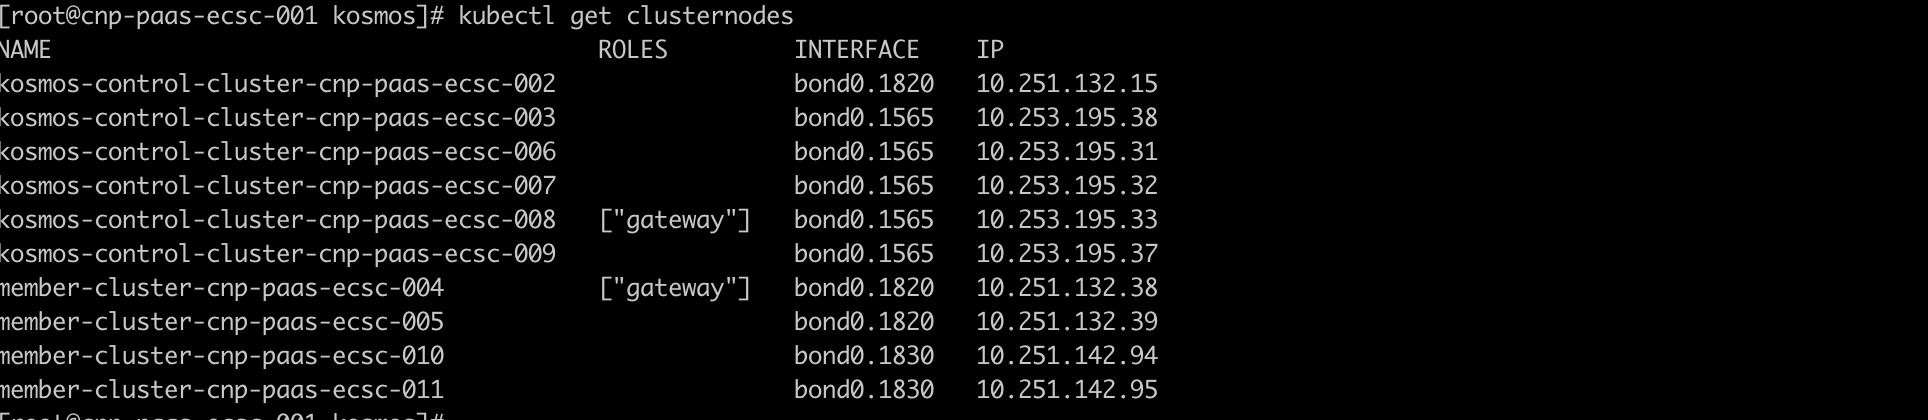 [root@cnp-paas-ecsc-001 kosmos]# kubectl get clusternodes
NAME ROLES INTERFACE IP
kosmos-control-cluster-cnp-paas-ecsc-002 bond0.1820 10.251.132.15
kosmos-control-cluster-cnp-paas-ecsc-003 bond0.1565 10.253.195.38
kosmos-control-cluster-cnp-paas-ecsc-006 bond0.1565 10.253.195.31
kosmos-control-cluster-cnp-paas-ecsc-007 bond0.1565 10.253.195.32
kosmos-control-cluster-cnp-paas-ecsc-008 ["gateway"] bond0.1565 10.253.195.33
kosmos-control-cluster-cnp-paas-ecsc-009 bond0.1565 10.253.195.37
member-cluster-cnp-paas-ecsc-004 ["gateway"] bond0.1820 10.251.132.38
member-cluster-cnp-paas-ecsc-005 bond0.1820 10.251.132.39
member-cluster-cnp-paas-ecsc-010 bond0.1830 10.251.142.94
member-cluster-cnp-paas-ecsc-011 bond0.1830 10.251.142.95
[root@cnp-paas-ecsc-001 kosmos]#